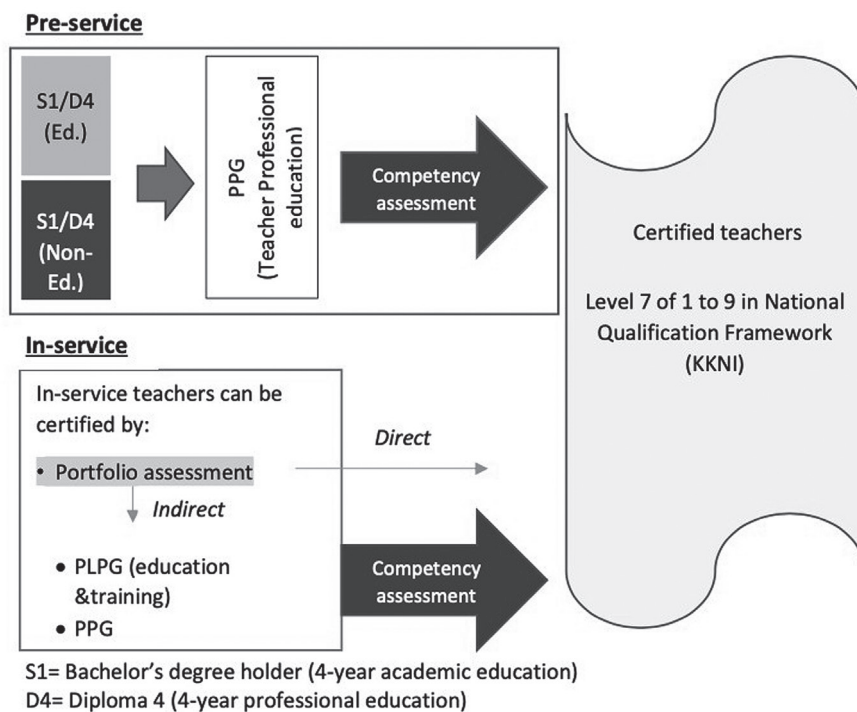 Pre-service
S1/D4
(Ed.)
S1/D4
(Non-
Ed.)
PPG
(Teacher Professional
education)
Competency
assessment
Certified teachers
Level 7 of 1 to 9 in National
Qualification Framework
(KKNI)
In-service
In-service teachers can be
certified by:
• Portfolio assessment
Direct
Indirect
• PLPG (education
&training)
• PPG
Competency
assessment
S1= Bachelor’s degree holder (4-year academic education)
D4= Diploma 4 (4-year professional education)